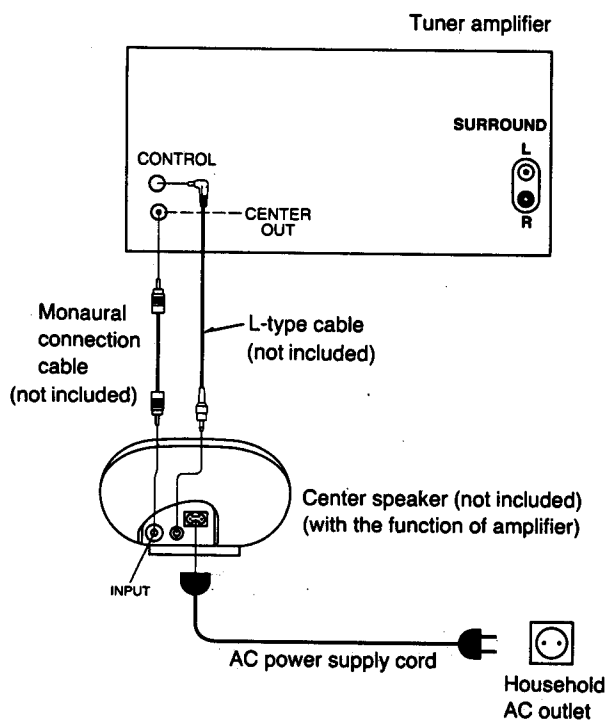 Tuner amplifier
SURROUND
L
R
CONTROL
CENTER
OUT
Monaural
connection
cable
(not included)
L-type cable
(not included)
Center speaker (not included)
(with the function of amplifier)
INPUT
AC power supply cord
Household
AC outlet